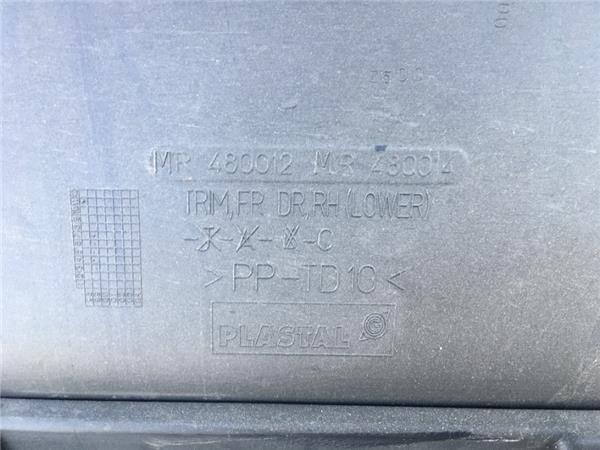 MR 480012 MR 480014
TRIM,FR DR,RH(LOWER)
>PP-TD10<
PLASTAL